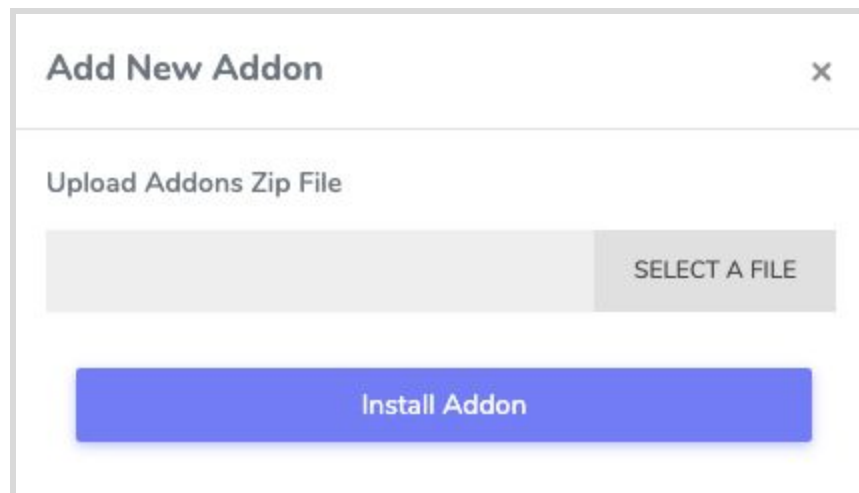 Add New Addon ×
Upload Addons Zip File
SELECT A FILE
Install Addon